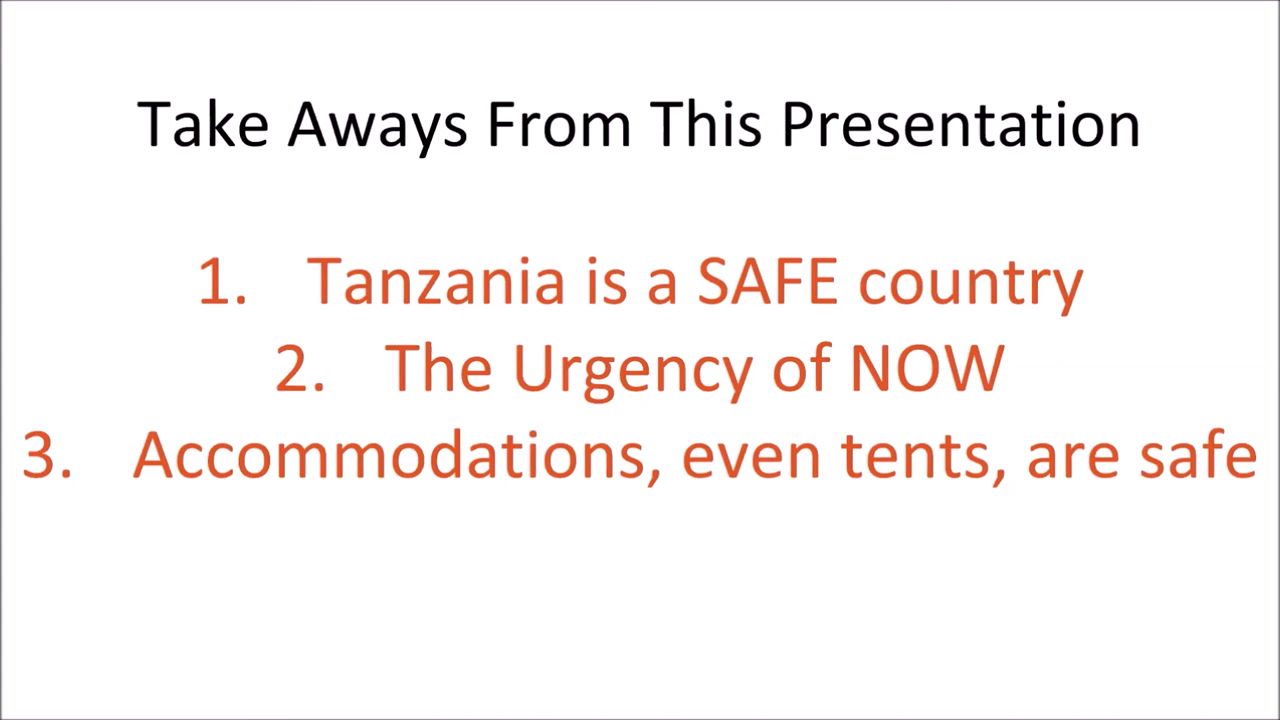 Take Aways From This Presentation
1. Tanzania is a SAFE country
2. The Urgency of NOW
3. Accommodations, even tents, are safe